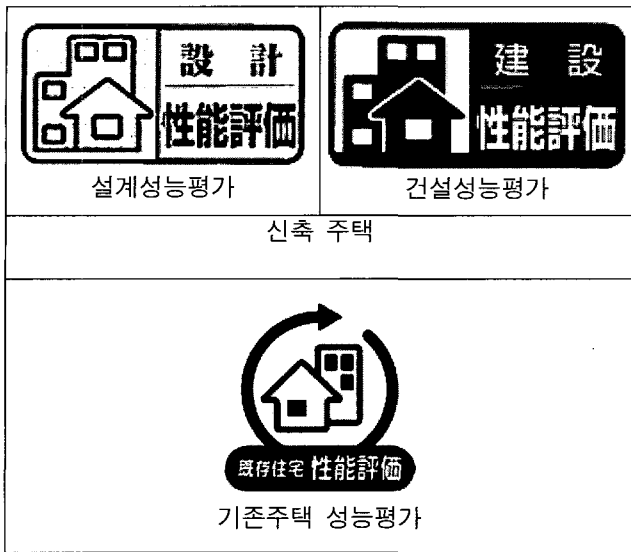 設計
性能評価
설계성능평가
建設
性能評価
건설성능평가
신축 주택
既存住宅 性能評価
기존주택 성능평가